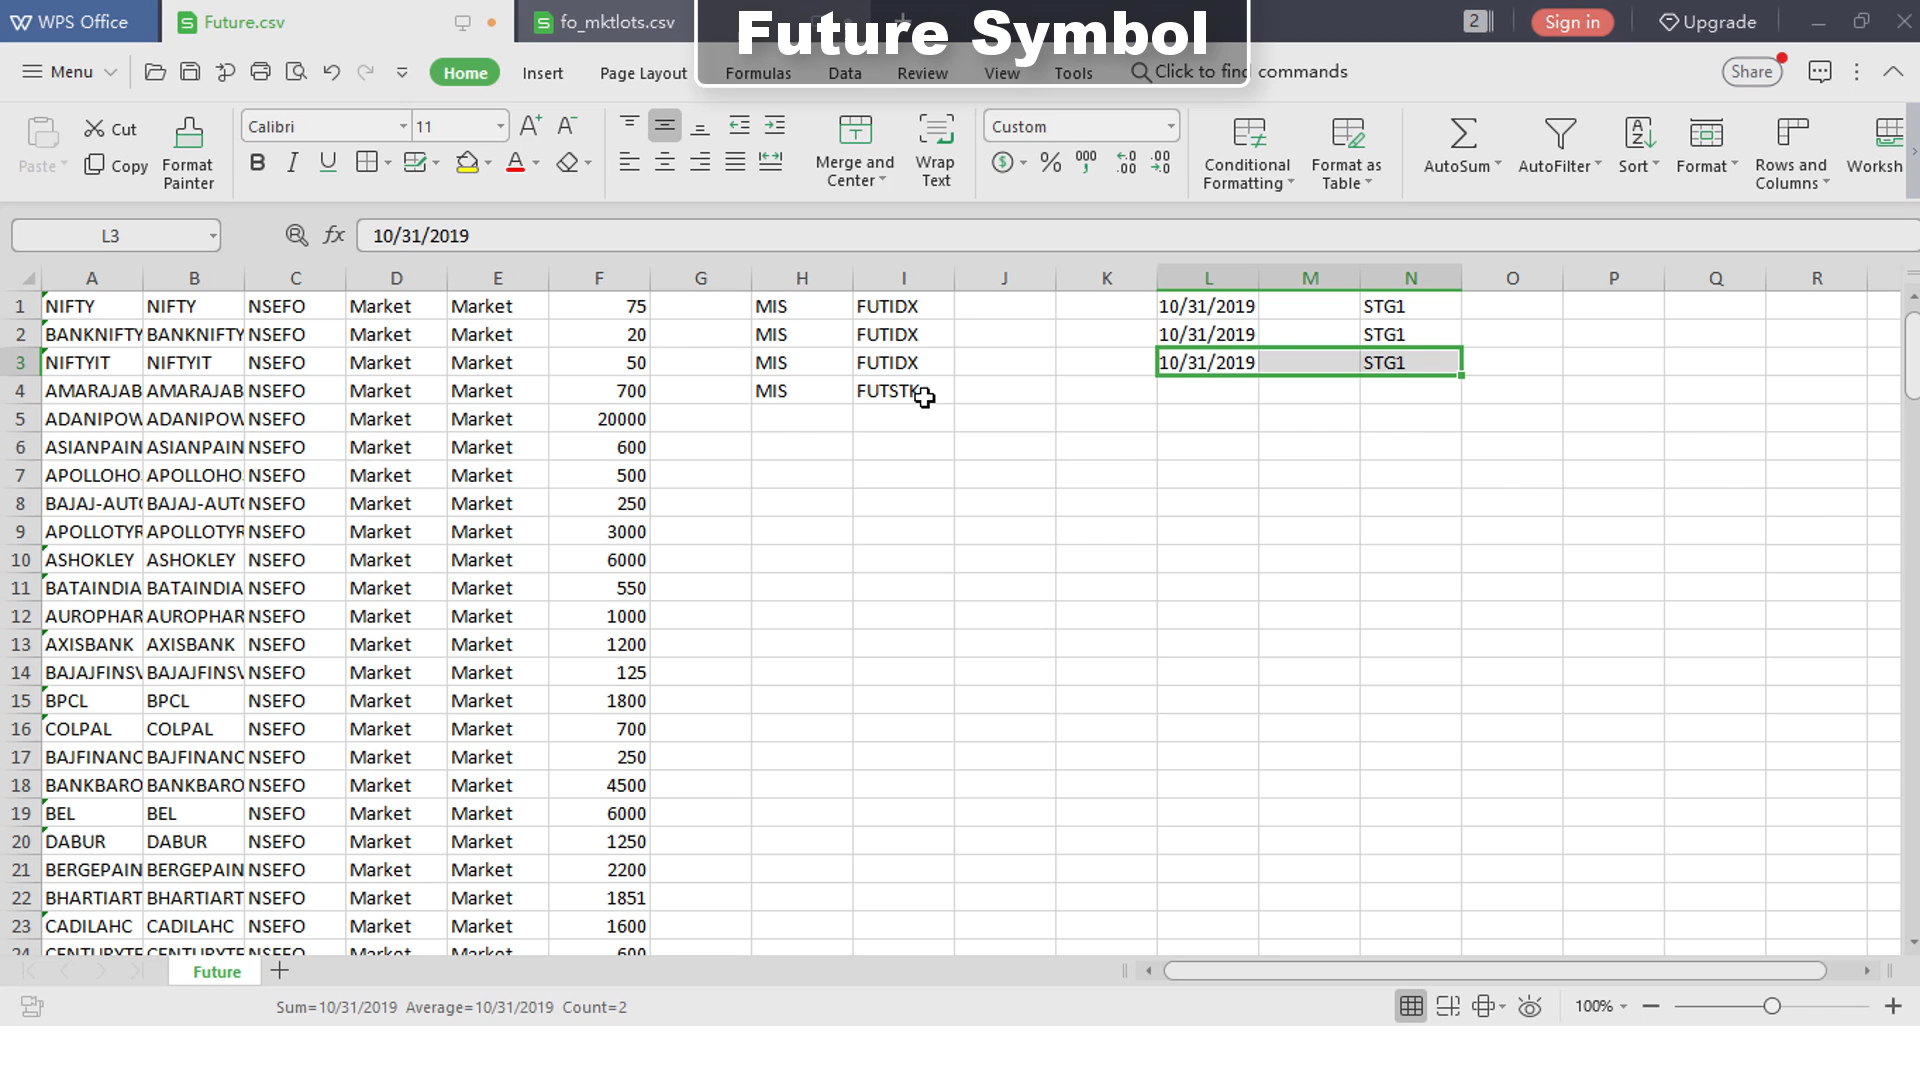 WPS Office Future.csv fo_mktlots.csv 2 Sign in Upgrade
Future Symbol
Menu Home Insert Page Layout Formulas Data Review View Tools Click to find commands Share
Paste Cut Copy Format Painter Calibri 11 Merge and Center Wrap Text Custom Conditional Formatting Format as Table AutoSum AutoFilter Sort Format Rows and Columns Worksh
L3 fx 10/31/2019
A B C D E F G H I J K L M N O P Q R
1 NIFTY NIFTY NSEFO Market Market 75 MIS FUTIDX 10/31/2019 STG1
2 BANKNIFTY BANKNIFTY NSEFO Market Market 20 MIS FUTIDX 10/31/2019 STG1
3 NIFTYIT NIFTYIT NSEFO Market Market 50 MIS FUTIDX 10/31/2019 STG1
4 AMARAJAB AMARAJAB NSEFO Market Market 700 MIS FUTSTK
5 ADANIPOW ADANIPOW NSEFO Market Market 20000
6 ASIANPAIN ASIANPAIN NSEFO Market Market 600
7 APOLLOHO APOLLOHO NSEFO Market Market 500
8 BAJAJ-AUTO BAJAJ-AUTO NSEFO Market Market 250
9 APOLLOTYR APOLLOTYR NSEFO Market Market 3000
10 ASHOKLEY ASHOKLEY NSEFO Market Market 6000
11 BATAINDIA BATAINDIA NSEFO Market Market 550
12 AUROPHAR AUROPHAR NSEFO Market Market 1000
13 AXISBANK AXISBANK NSEFO Market Market 1200
14 BAJAJFINSV BAJAJFINSV NSEFO Market Market 125
15 BPCL BPCL NSEFO Market Market 1800
16 COLPAL COLPAL NSEFO Market Market 700
17 BAJFINANC BAJFINANC NSEFO Market Market 250
18 BANKBARO BANKBARO NSEFO Market Market 4500
19 BEL BEL NSEFO Market Market 6000
20 DABUR DABUR NSEFO Market Market 1250
21 BERGEPAIN BERGEPAIN NSEFO Market Market 2200
22 BHARTIART BHARTIART NSEFO Market Market 1851
23 CADILAHC CADILAHC NSEFO Market Market 1600
24 CENTURYTE CENTURYTE NSEFO Market Market 600
Future
Sum=10/31/2019 Average=10/31/2019 Count=2 100%